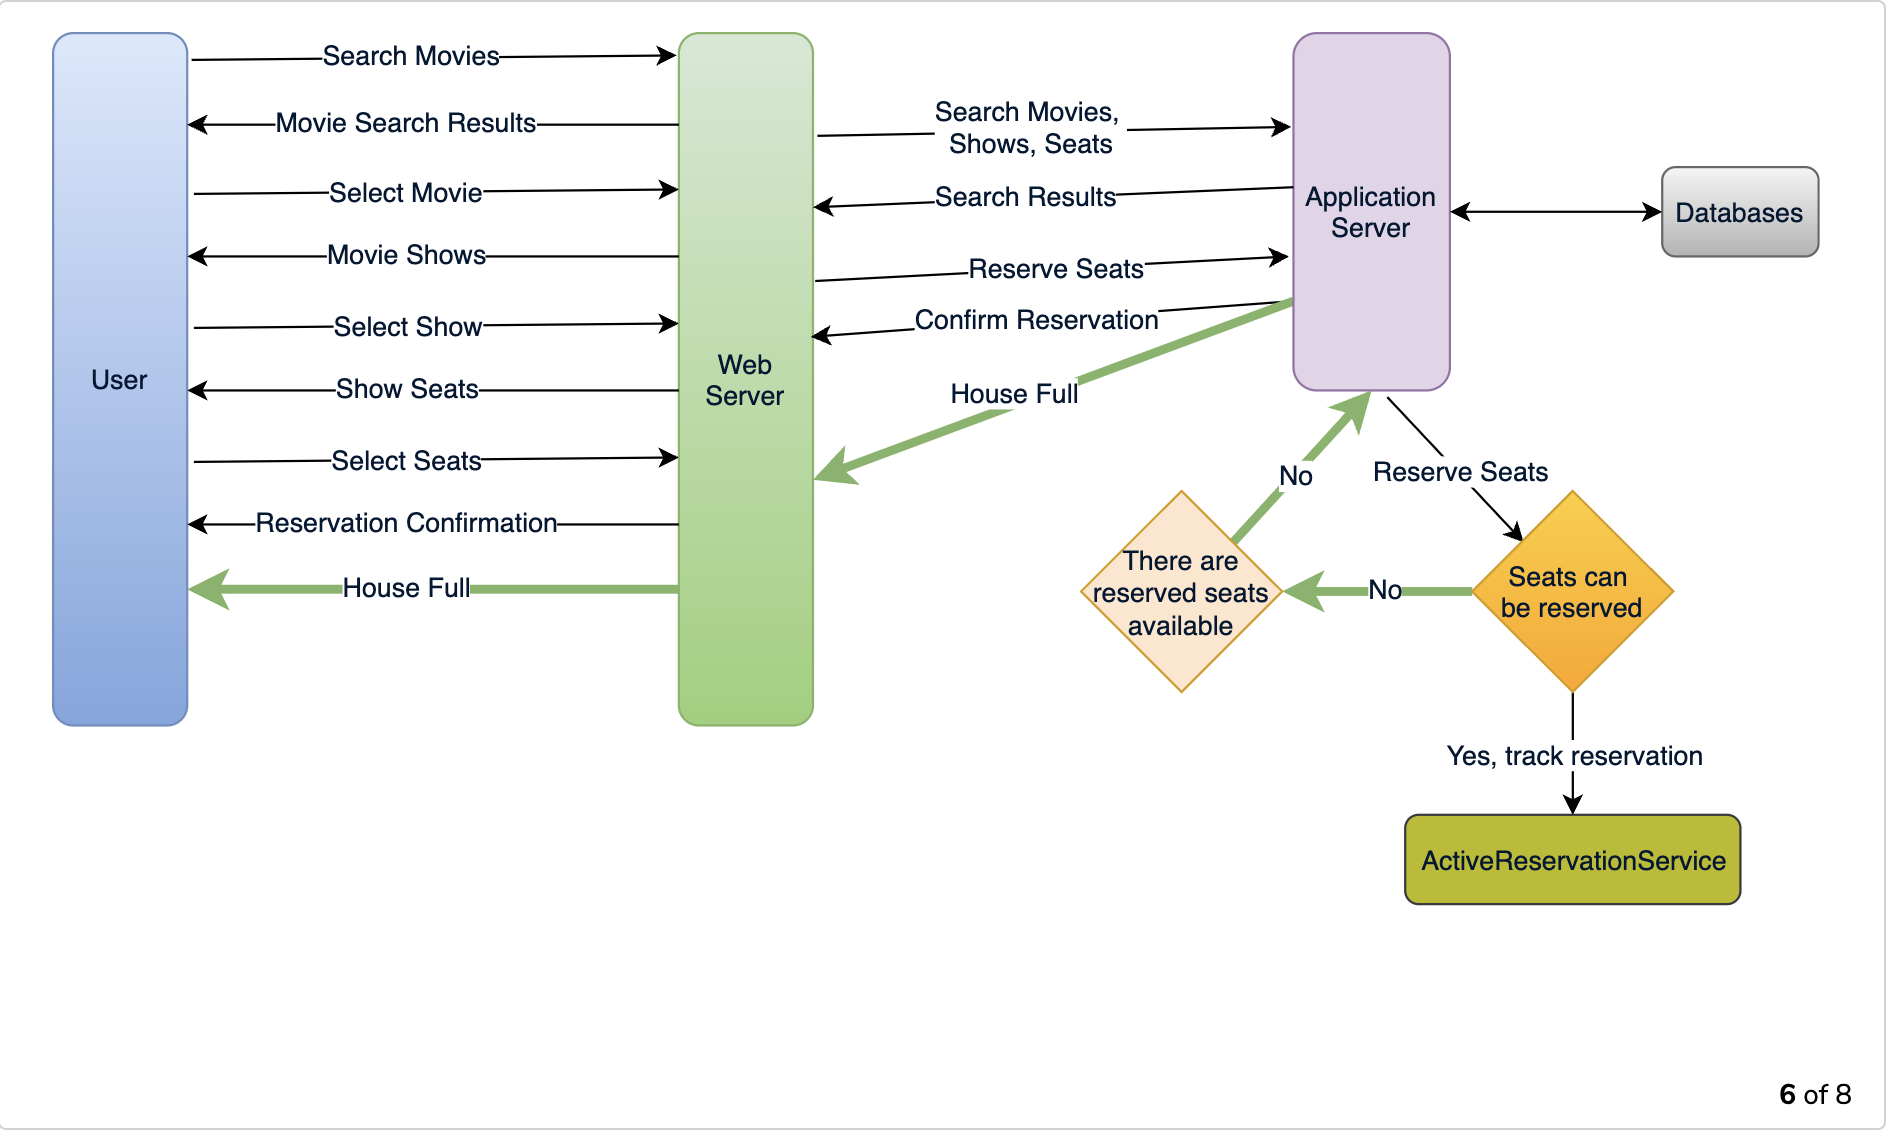 Search Movies
Movie Search Results
Select Movie
Movie Shows
Select Show
Show Seats
Select Seats
Reservation Confirmation
House Full
User
Web
Server
Search Movies,
Shows, Seats
Search Results
Reserve Seats
Confirm Reservation
House Full
Application
Server
Databases
No
Reserve Seats
There are
reserved seats
available
No
Seats can
be reserved
Yes, track reservation
ActiveReservationService
6 of 8